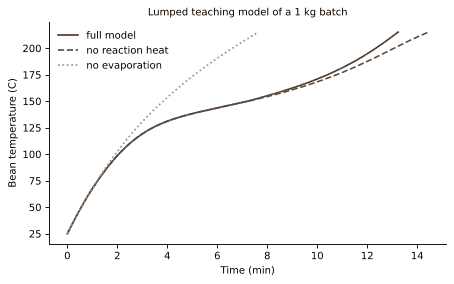 Lumped teaching model of a 1 kg batch
full model
no reaction heat
no evaporation
Bean temperature (C)
200
175
150
125
100
75
50
25
0 2 4 6 8 10 12 14
Time (min)